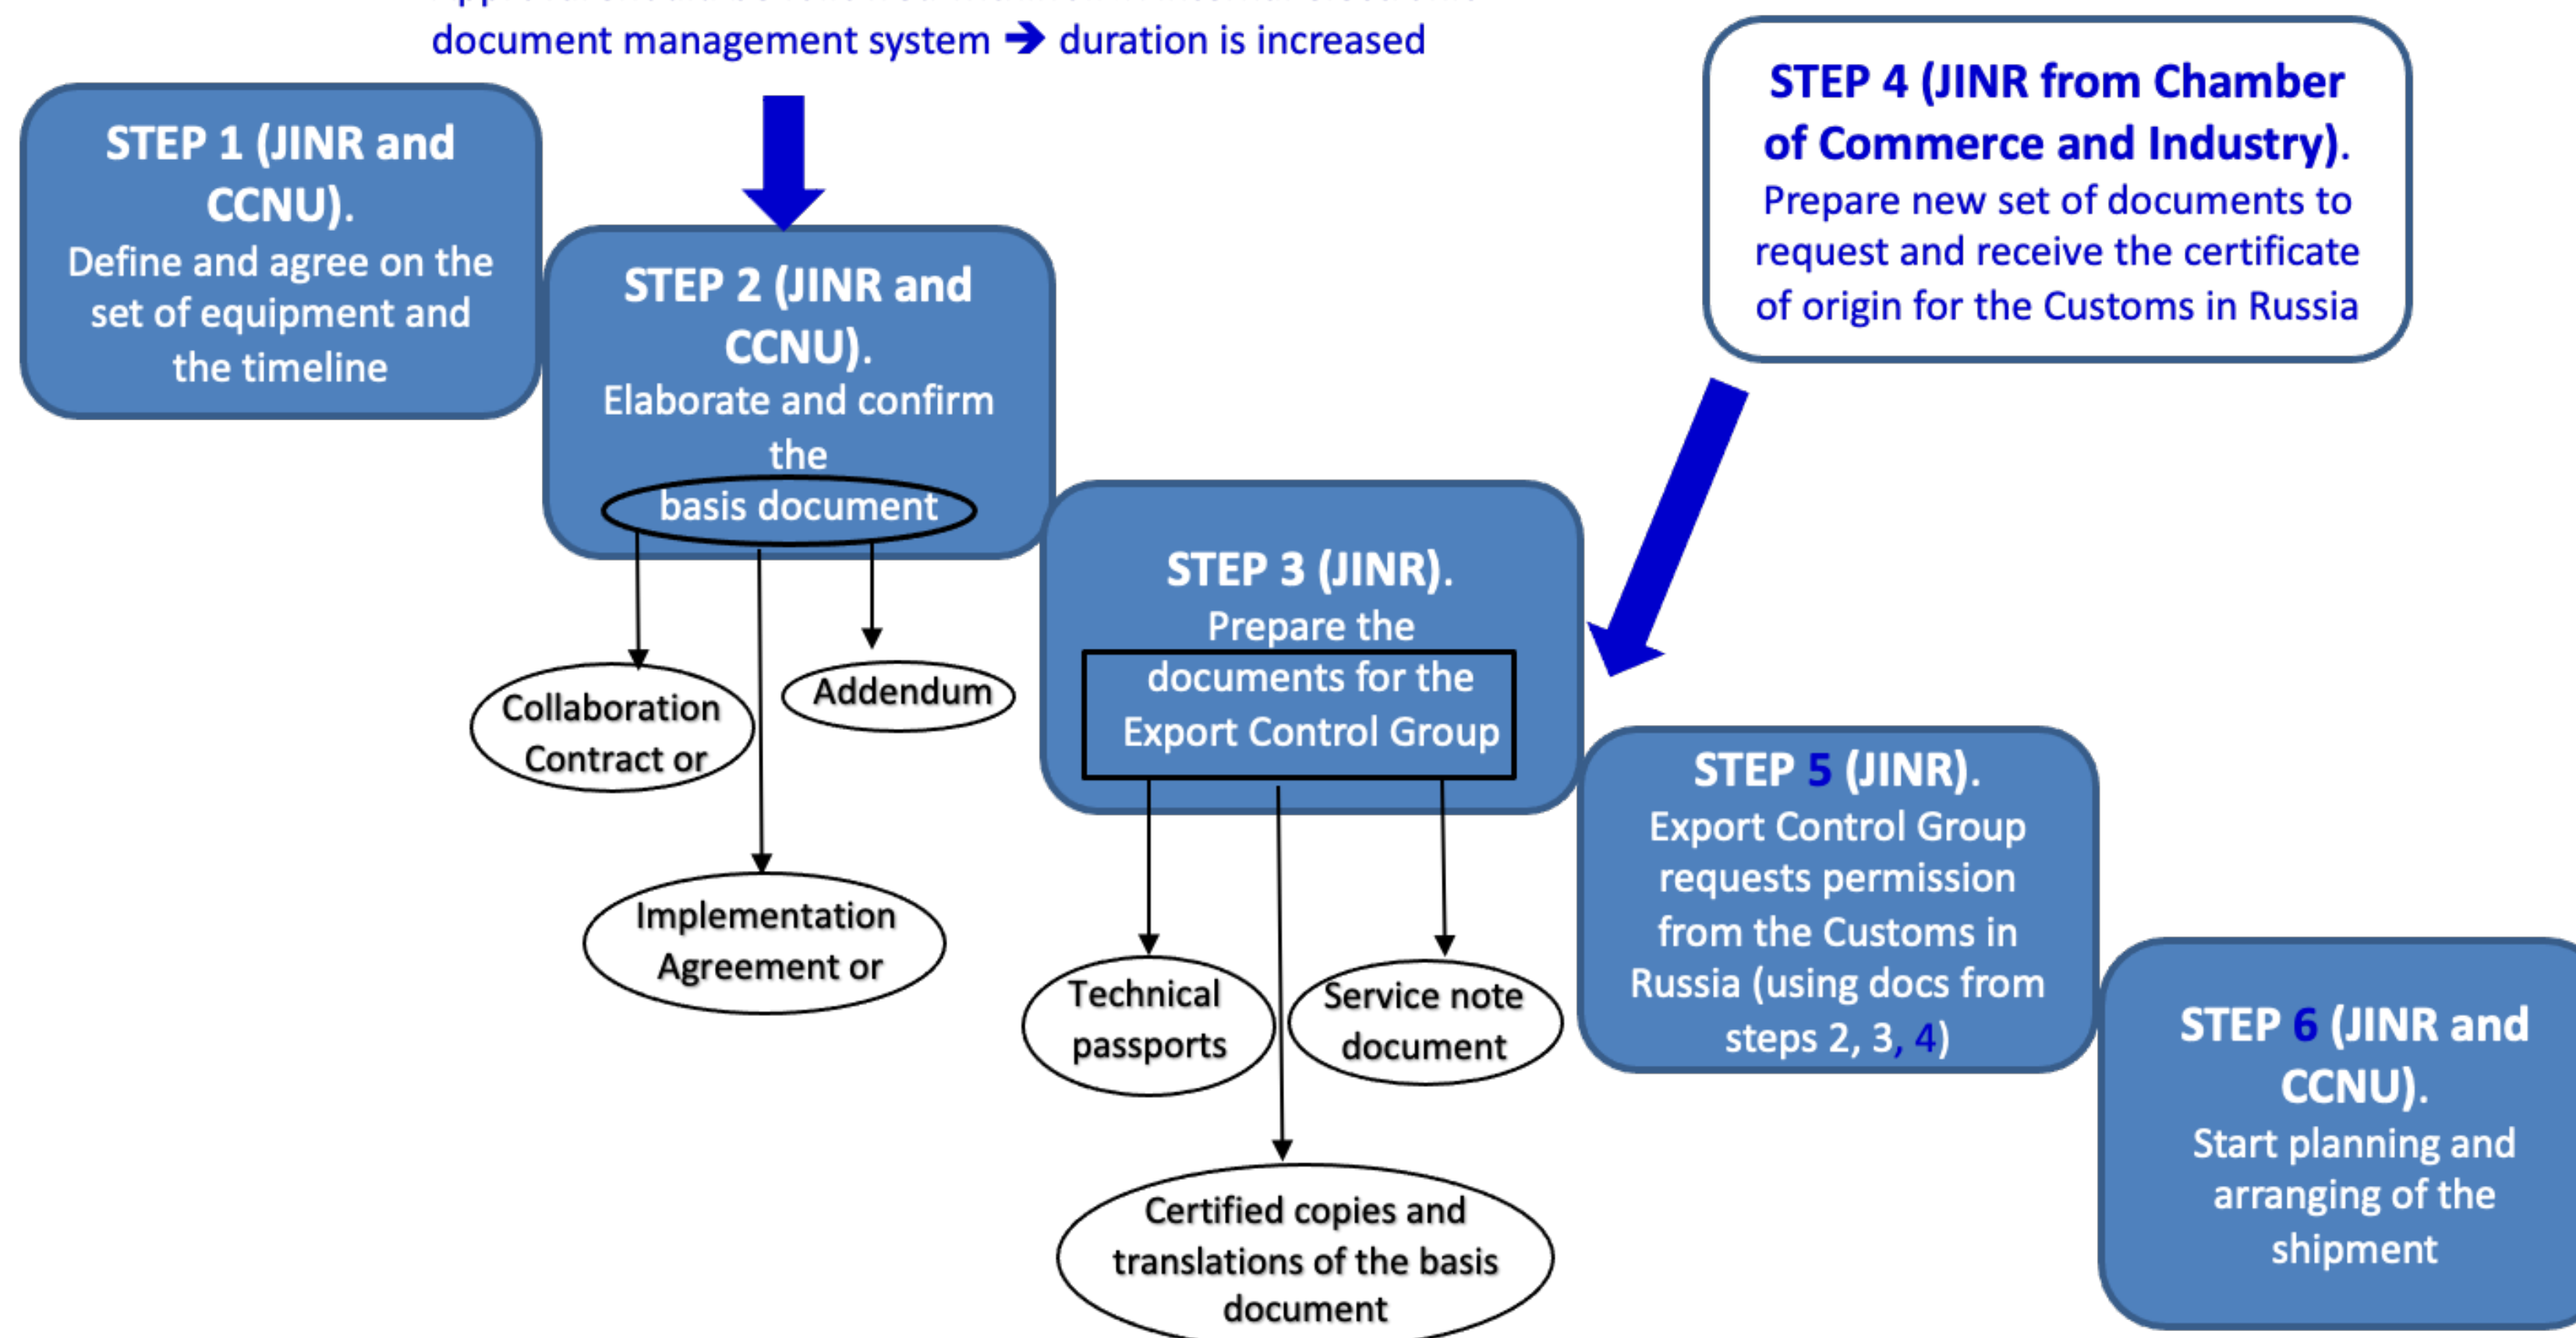 document management system ➔ duration is increased
STEP 1 (JINR and
CCNU).
Define and agree on the
set of equipment and
the timeline
STEP 2 (JINR and
CCNU).
Elaborate and confirm
the
basis document
Collaboration
Contract or
Addendum
Implementation
Agreement or
STEP 3 (JINR).
Prepare the
documents for the
Export Control Group
Technical
passports
Service note
document
Certified copies and
translations of the basis
document
STEP 4 (JINR from Chamber
of Commerce and Industry).
Prepare new set of documents to
request and receive the certificate
of origin for the Customs in Russia
STEP 5 (JINR).
Export Control Group
requests permission
from the Customs in
Russia (using docs from
steps 2, 3, 4)
STEP 6 (JINR and
CCNU).
Start planning and
arranging of the
shipment